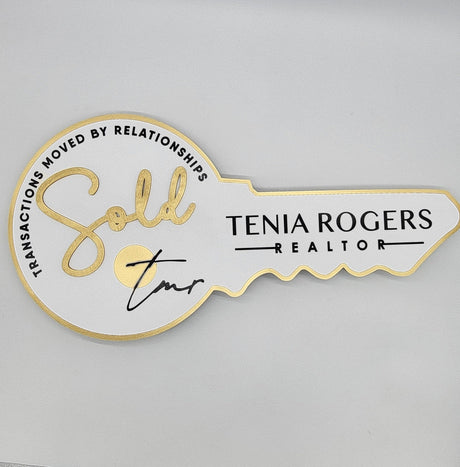 TRANSACTIONS MOVED BY RELATIONSHIPS
Sold
tmr
TENIA ROGERS
REALTOR